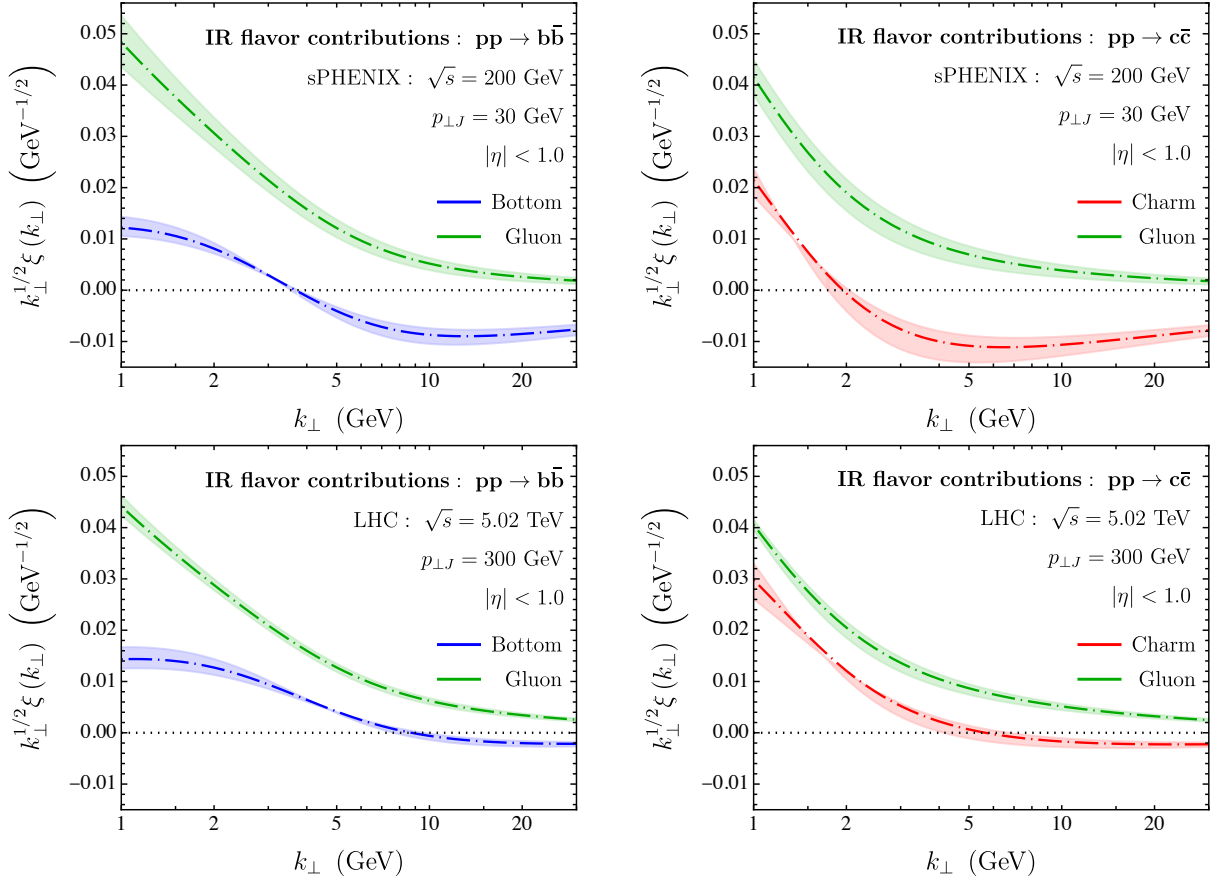 IR flavor contributions : pp → bb̄
sPHENIX : √s = 200 GeV
p⊥J = 30 GeV
|η| < 1.0
Bottom
Gluon
k⊥^1/2 ξ(k⊥) (GeV^−1/2)
0.05
0.04
0.03
0.02
0.01
0.00
−0.01
1 2 5 10 20
k⊥ (GeV)
IR flavor contributions : pp → cc̄
sPHENIX : √s = 200 GeV
p⊥J = 30 GeV
|η| < 1.0
Charm
Gluon
k⊥^1/2 ξ(k⊥) (GeV^−1/2)
0.05
0.04
0.03
0.02
0.01
0.00
−0.01
1 2 5 10 20
k⊥ (GeV)
IR flavor contributions : pp → bb̄
LHC : √s = 5.02 TeV
p⊥J = 300 GeV
|η| < 1.0
Bottom
Gluon
k⊥^1/2 ξ(k⊥) (GeV^−1/2)
0.05
0.04
0.03
0.02
0.01
0.00
−0.01
1 2 5 10 20
k⊥ (GeV)
IR flavor contributions : pp → cc̄
LHC : √s = 5.02 TeV
p⊥J = 300 GeV
|η| < 1.0
Charm
Gluon
k⊥^1/2 ξ(k⊥) (GeV^−1/2)
0.05
0.04
0.03
0.02
0.01
0.00
−0.01
1 2 5 10 20
k⊥ (GeV)